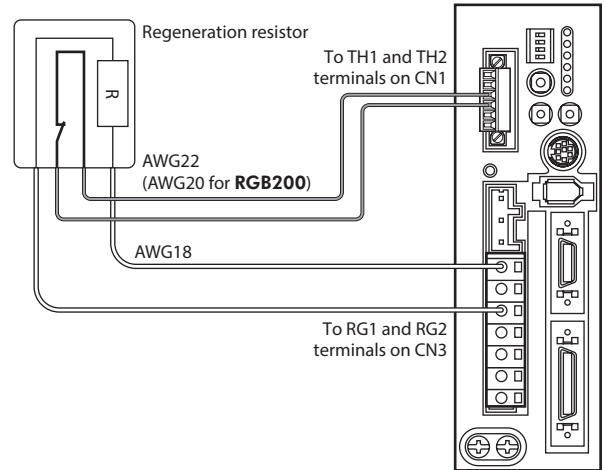 Regeneration resistor
To TH1 and TH2
terminals on CN1
R
AWG22
(AWG20 for RGB200)
AWG18
To RG1 and RG2
terminals on CN3